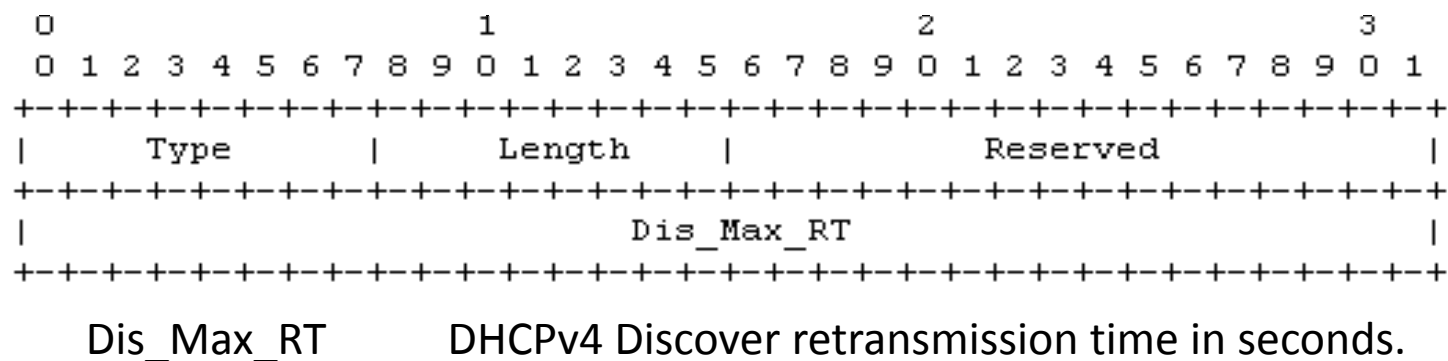 0 1 2 3
0 1 2 3 4 5 6 7 8 9 0 1 2 3 4 5 6 7 8 9 0 1 2 3 4 5 6 7 8 9 0 1
+-+-+-+-+-+-+-+-+-+-+-+-+-+-+-+-+-+-+-+-+-+-+-+-+-+-+-+-+-+-+-+-+
| Type | Length | Reserved |
+-+-+-+-+-+-+-+-+-+-+-+-+-+-+-+-+-+-+-+-+-+-+-+-+-+-+-+-+-+-+-+-+
| Dis_Max_RT |
+-+-+-+-+-+-+-+-+-+-+-+-+-+-+-+-+-+-+-+-+-+-+-+-+-+-+-+-+-+-+-+-+
Dis_Max_RT DHCPv4 Discover retransmission time in seconds.